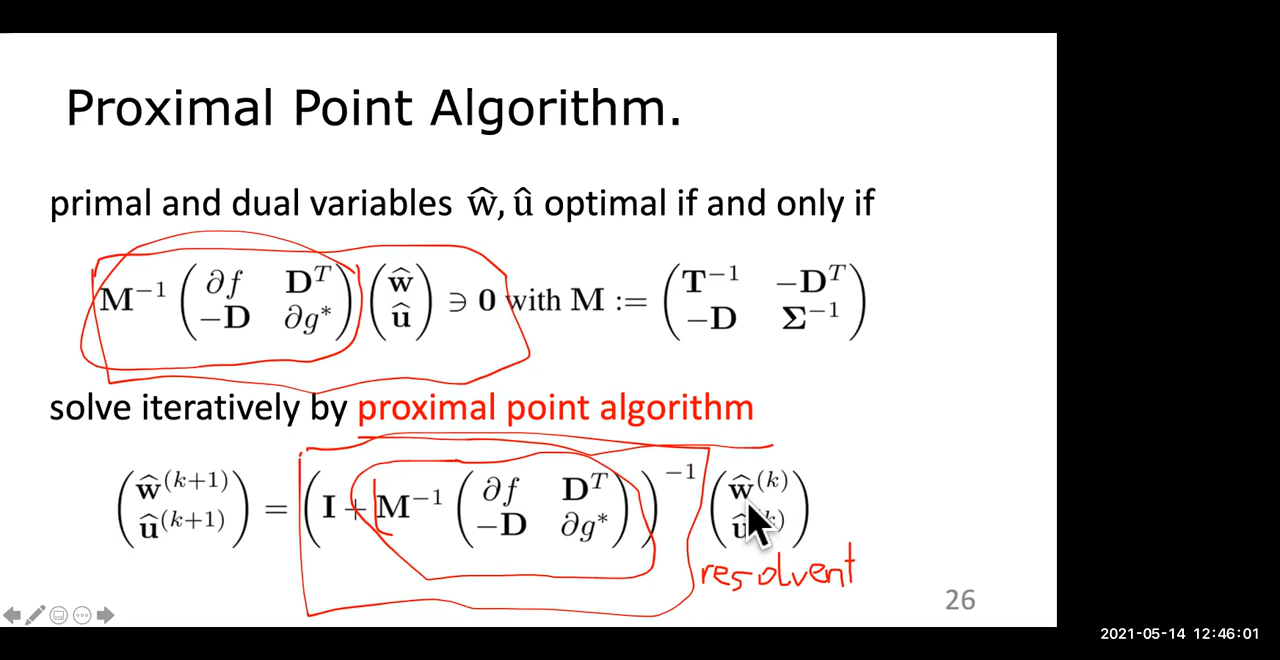 Proximal Point Algorithm.
primal and dual variables ŵ, û optimal if and only if
M⁻¹ (∂f Dᵀ; −D ∂g*) (ŵ; û) ∋ 0 with M := (T⁻¹ −Dᵀ; −D Σ⁻¹)
solve iteratively by proximal point algorithm
(ŵ⁽ᵏ⁺¹⁾; û⁽ᵏ⁺¹⁾) = (I + M⁻¹ (∂f Dᵀ; −D ∂g*))⁻¹ (ŵ⁽ᵏ⁾; û⁽ᵏ⁾)
resolvent
26
2021-05-14 12:46:01